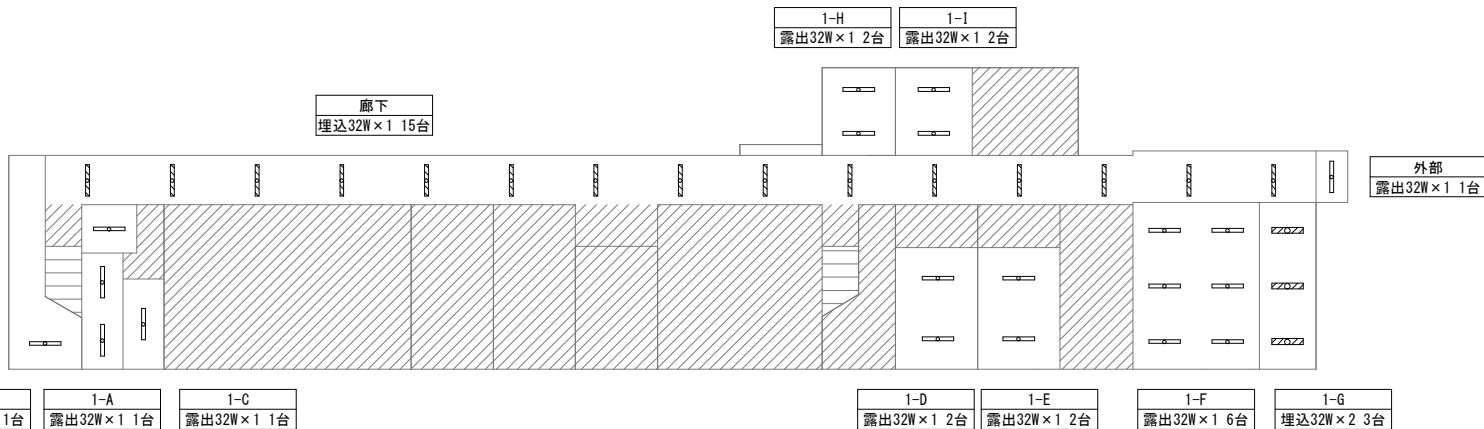 1-H
露出32W×1 2台
1-I
露出32W×1 2台
廊下
埋込32W×1 15台
外部
露出32W×1 1台
1台
1-A
露出32W×1 1台
1-C
露出32W×1 1台
1-D
露出32W×1 2台
1-E
露出32W×1 2台
1-F
露出32W×1 6台
1-G
埋込32W×2 3台